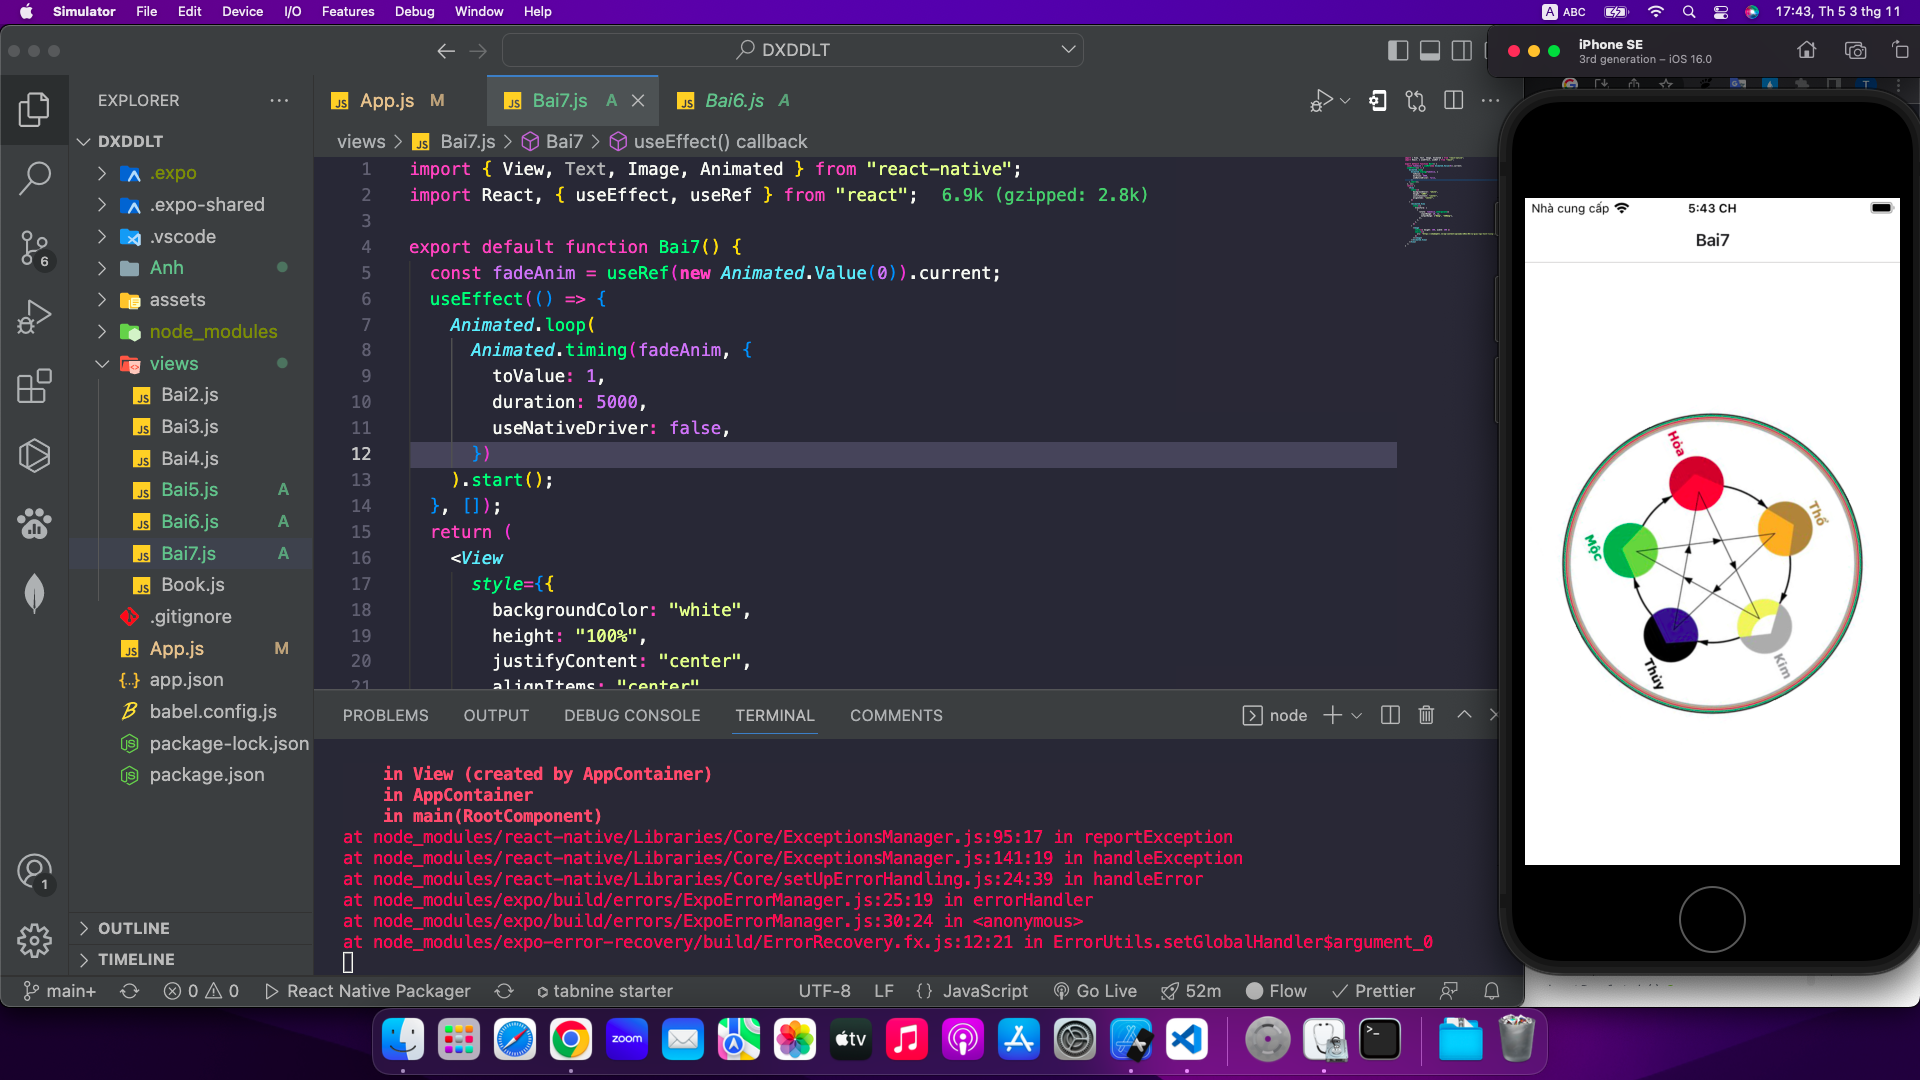 Simulator File Edit Device I/O Features Debug Window Help
A ABC 17:43, Th 5 3 thg 11
DXDDLT
EXPLORER
DXDDLT
.expo
.expo-shared
.vscode
Anh
assets
node_modules
views
Bai2.js
Bai3.js
Bai4.js
Bai5.js A
Bai6.js A
Bai7.js A
Book.js
.gitignore
App.js M
app.json
babel.config.js
package-lock.json
package.json
OUTLINE
TIMELINE
6
1
App.js M
Bai7.js A
Bai6.js A
views > Bai7.js > Bai7 > useEffect() callback
1 import { View, Text, Image, Animated } from "react-native";
2 import React, { useEffect, useRef } from "react"; 6.9k (gzipped: 2.8k)
3
4 export default function Bai7() {
5 const fadeAnim = useRef(new Animated.Value(0)).current;
6 useEffect(() => {
7 Animated.loop(
8 Animated.timing(fadeAnim, {
9 toValue: 1,
10 duration: 5000,
11 useNativeDriver: false,
12 })
13 ).start();
14 }, []);
15 return (
16 <View
17 style={{
18 backgroundColor: "white",
19 height: "100%",
20 justifyContent: "center",
21 alignItems: "center"
PROBLEMS OUTPUT DEBUG CONSOLE TERMINAL COMMENTS
node
in View (created by AppContainer)
in AppContainer
in main(RootComponent)
at node_modules/react-native/Libraries/Core/ExceptionsManager.js:95:17 in reportException
at node_modules/react-native/Libraries/Core/ExceptionsManager.js:141:19 in handleException
at node_modules/react-native/Libraries/Core/setUpErrorHandling.js:24:39 in handleError
at node_modules/expo/build/errors/ExpoErrorManager.js:25:19 in errorHandler
at node_modules/expo/build/errors/ExpoErrorManager.js:30:24 in <anonymous>
at node_modules/expo-error-recovery/build/ErrorRecovery.fx.js:12:21 in ErrorUtils.setGlobalHandler$argument_0
main+ 0 0 React Native Packager tabnine starter UTF-8 LF {} JavaScript Go Live 52m Flow Prettier
iPhone SE
3rd generation – iOS 16.0
Nhà cung cấp 5:43 CH
Bai7
Hỏa
Thổ
Mộc
Thủy
Kim
zoom
tv